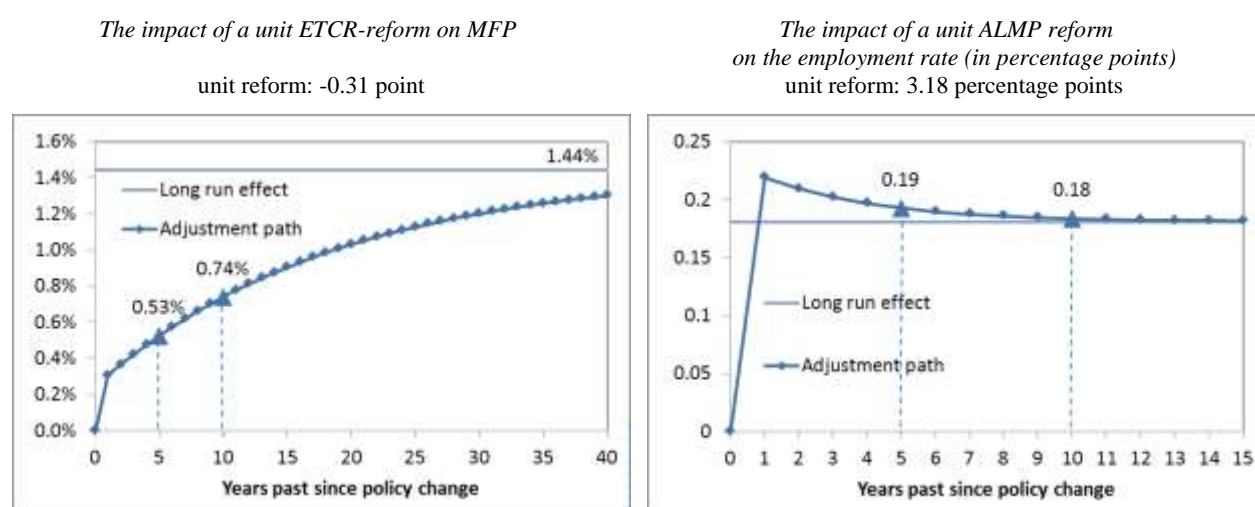 The impact of a unit ETCR-reform on MFP
unit reform: -0.31 point
1.6%
1.4%
1.2%
1.0%
0.8%
0.6%
0.4%
0.2%
0.0%
1.44%
Long run effect
Adjustment path
0.74%
0.53%
0 5 10 15 20 25 30 35 40
Years past since policy change
The impact of a unit ALMP reform
on the employment rate (in percentage points)
unit reform: 3.18 percentage points
0.25
0.2
0.15
0.1
0.05
0
0.19
0.18
Long run effect
Adjustment path
0 1 2 3 4 5 6 7 8 9 10 11 12 13 14 15
Years past since policy change